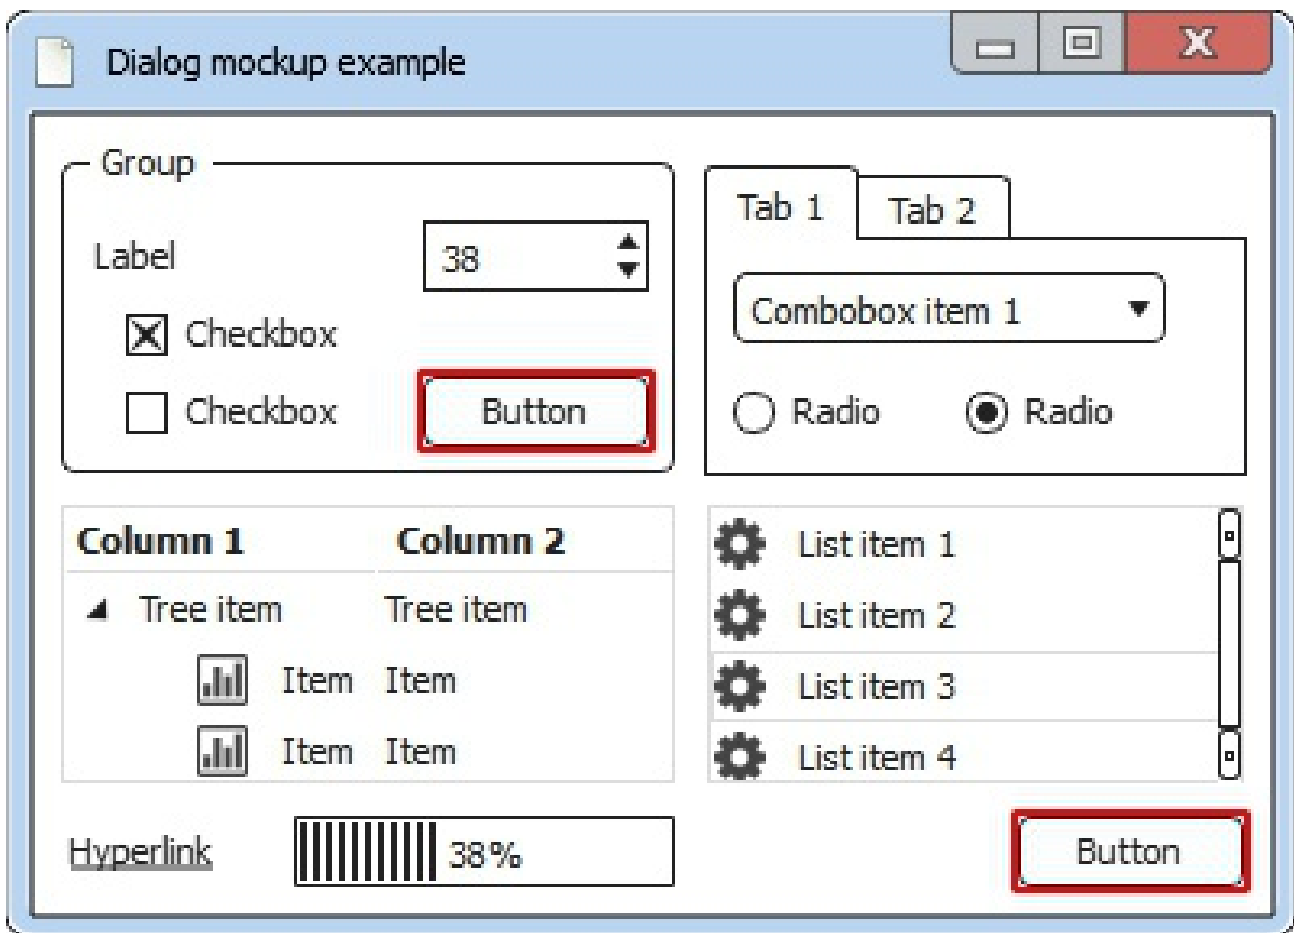 Dialog mockup example
Group
Label
38
Checkbox
Checkbox
Button
Tab 1
Tab 2
Combobox item 1
Radio
Radio
Column 1
Column 2
Tree item
Tree item
Item
Item
Item
Item
List item 1
List item 2
List item 3
List item 4
Hyperlink
38%
Button